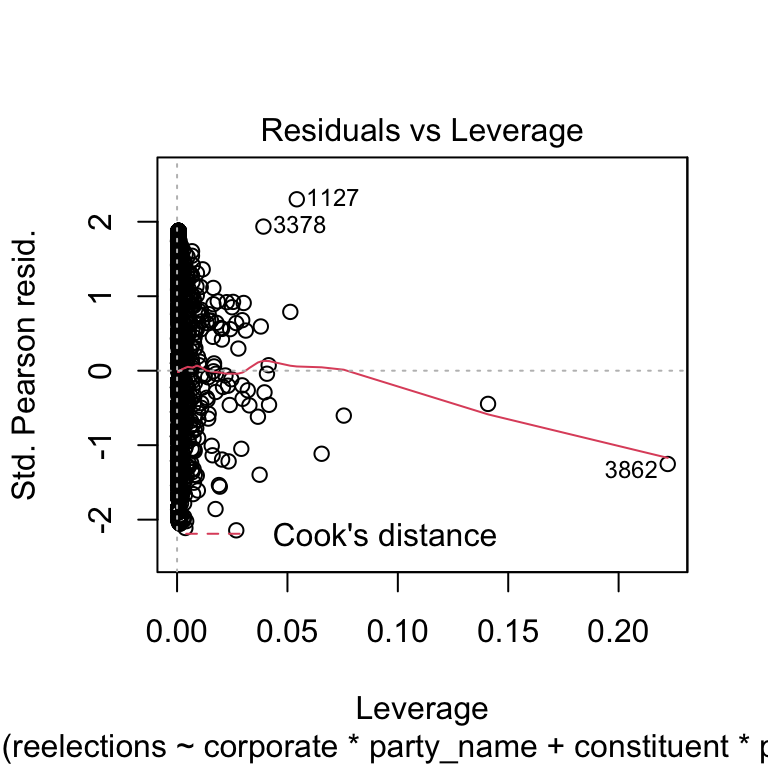 Residuals vs Leverage
Std. Pearson resid.
2
1
0
-1
-2
1127
3378
3862
Cook's distance
0.00 0.05 0.10 0.15 0.20
Leverage
(reelections ~ corporate * party_name + constituent * p